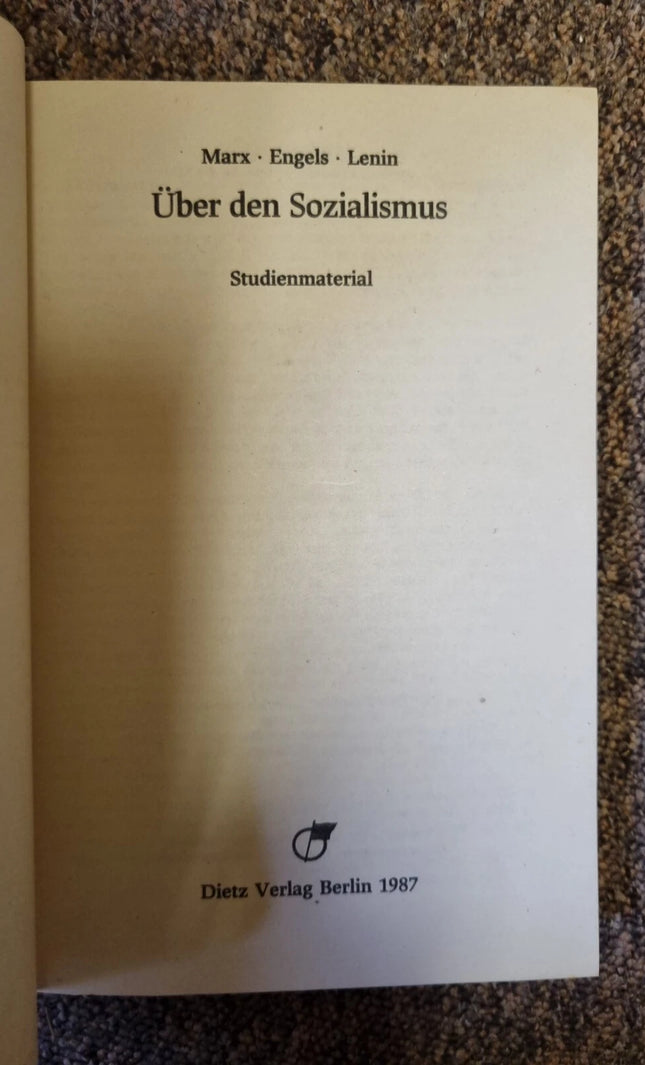 Marx · Engels · Lenin
Über den Sozialismus
Studienmaterial
Dietz Verlag Berlin 1987